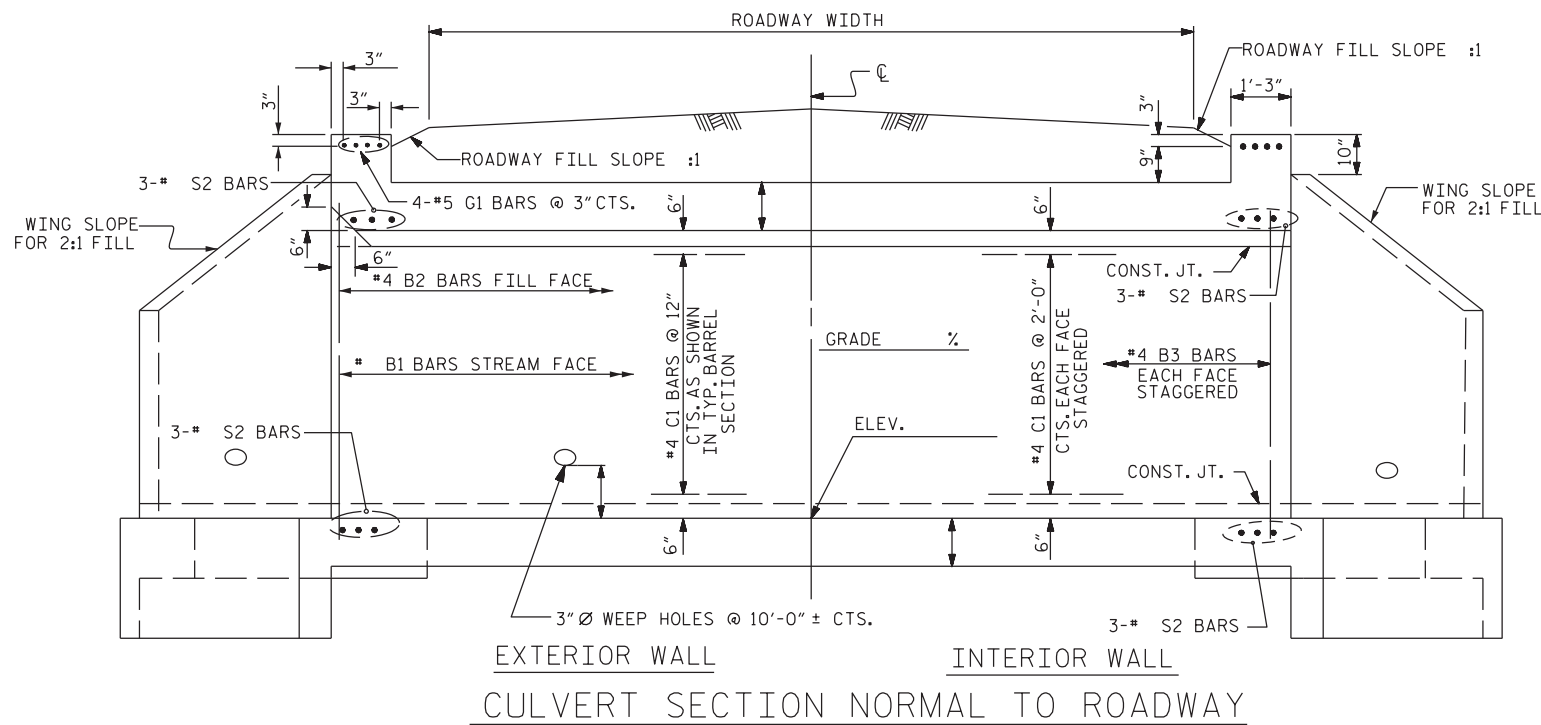 ROADWAY WIDTH
ROADWAY FILL SLOPE :1
℄
3"
3"
3"
1'-3"
3"
9"
10"
ROADWAY FILL SLOPE :1
3-# S2 BARS
4-#5 G1 BARS @ 3" CTS.
WING SLOPE
FOR 2:1 FILL
WING SLOPE
FOR 2:1 FILL
6"
6"
6"
6"
#4 B2 BARS FILL FACE
CONST. JT.
3-# S2 BARS
#4 C1 BARS @ 12"
CTS. AS SHOWN
IN TYP. BARREL
SECTION
GRADE %
#4 C1 BARS @ 2'-0"
CTS. EACH FACE
STAGGERED
# B1 BARS STREAM FACE
#4 B3 BARS
EACH FACE
STAGGERED
3-# S2 BARS
ELEV.
CONST. JT.
6"
6"
3" Ø WEEP HOLES @ 10'-0" ± CTS.
3-# S2 BARS
EXTERIOR WALL
INTERIOR WALL
CULVERT SECTION NORMAL TO ROADWAY